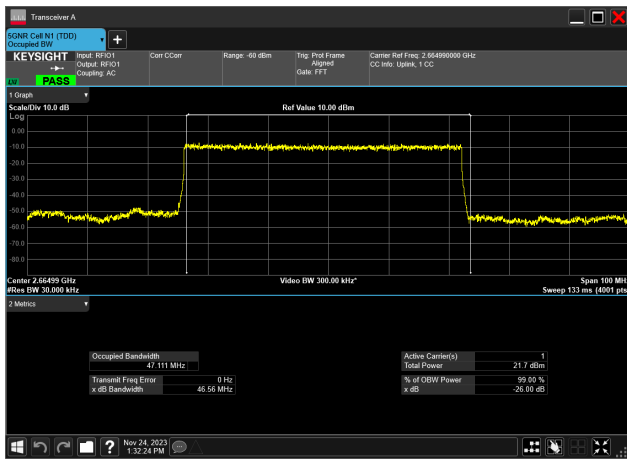 Transceiver A
5GNR Cell N1 (TDD)
Occupied BW
KEYSIGHT
LXI
PASS
Input: RFIO1
Output: RFIO1
Coupling: AC
Corr CCorr
Range: -60 dBm
Trig: Prot Frame
Aligned
Gate: FFT
Carrier Ref Freq: 2.664990000 GHz
CC Info: Uplink, 1 CC
1 Graph
Scale/Div 10.0 dB
Ref Value 10.00 dBm
Log
0.00
-10.0
-20.0
-30.0
-40.0
-50.0
-60.0
-70.0
-80.0
Center 2.66499 GHz
Video BW 300.00 kHz*
Span 100 MHz
#Res BW 30.000 kHz
Sweep 133 ms (4001 pts)
2 Metrics
Occupied Bandwidth
47.111 MHz
Transmit Freq Error 0 Hz
x dB Bandwidth 46.56 MHz
Active Carrier(s) 1
Total Power 21.7 dBm
% of OBW Power 99.00 %
x dB -26.00 dB
Nov 24, 2023
1:32:24 PM